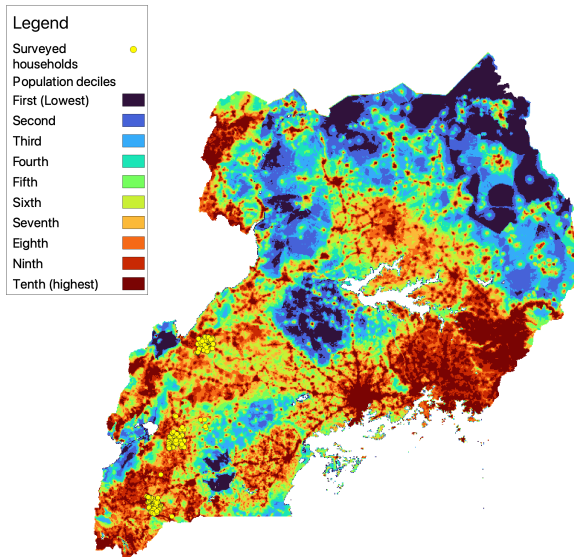 Legend
Surveyed
households
Population deciles
First (Lowest)
Second
Third
Fourth
Fifth
Sixth
Seventh
Eighth
Ninth
Tenth (highest)